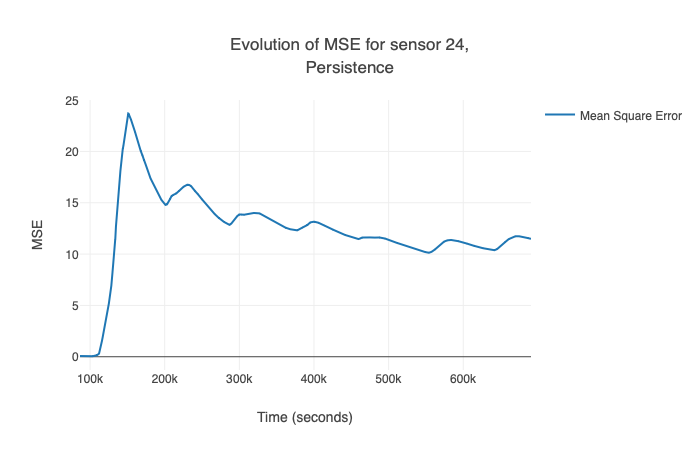 Evolution of MSE for sensor 24,
Persistence
Mean Square Error
MSE
25
20
15
10
5
0
100k 200k 300k 400k 500k 600k
Time (seconds)